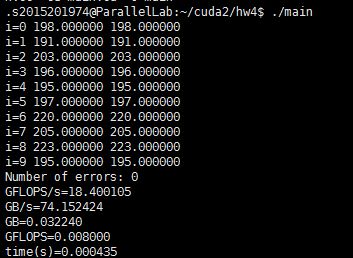 .s2015201974@ParallelLab:~/cuda2/hw4$ ./main
i=0 198.000000 198.000000
i=1 191.000000 191.000000
i=2 203.000000 203.000000
i=3 196.000000 196.000000
i=4 195.000000 195.000000
i=5 197.000000 197.000000
i=6 220.000000 220.000000
i=7 205.000000 205.000000
i=8 223.000000 223.000000
i=9 195.000000 195.000000
Number of errors: 0
GFLOPS/s=18.400105
GB/s=74.152424
GB=0.032240
GFLOPS=0.008000
time(s)=0.000435